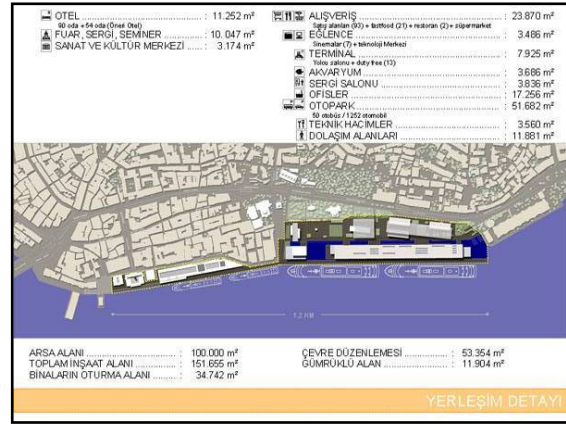 OTEL : 11.252 m²
90 oda + 54 oda (Öneri Otel)
FUAR, SERGİ, SEMİNER : 10.047 m²
SANAT VE KÜLTÜR MERKEZİ : 3.174 m²
ALIŞVERİŞ : 23.870 m²
Satış alanları (93) + fastfood (21) + restoran (2) + süpermarket
EĞLENCE : 3.486 m²
Sinemalar (7) + teknoloji Merkezi
TERMİNAL : 7.925 m²
Yolcu salonu + duty free (13)
AKVARYUM : 3.686 m²
SERGİ SALONU : 3.836 m²
OFİSLER : 17.256 m²
OTOPARK : 51.682 m²
50 otobüs / 1252 otomobil
TEKNİK HACİMLER : 3.560 m²
DOLAŞIM ALANLARI : 11.881 m²
1.2 KM
ARSA ALANI : 100.000 m²
TOPLAM İNŞAAT ALANI : 151.655 m²
BİNALARIN OTURMA ALANI : 34.742 m²
ÇEVRE DÜZENLEMESİ : 53.354 m²
GÜMRÜKLÜ ALAN : 11.904 m²
YERLEŞİM DETAYI